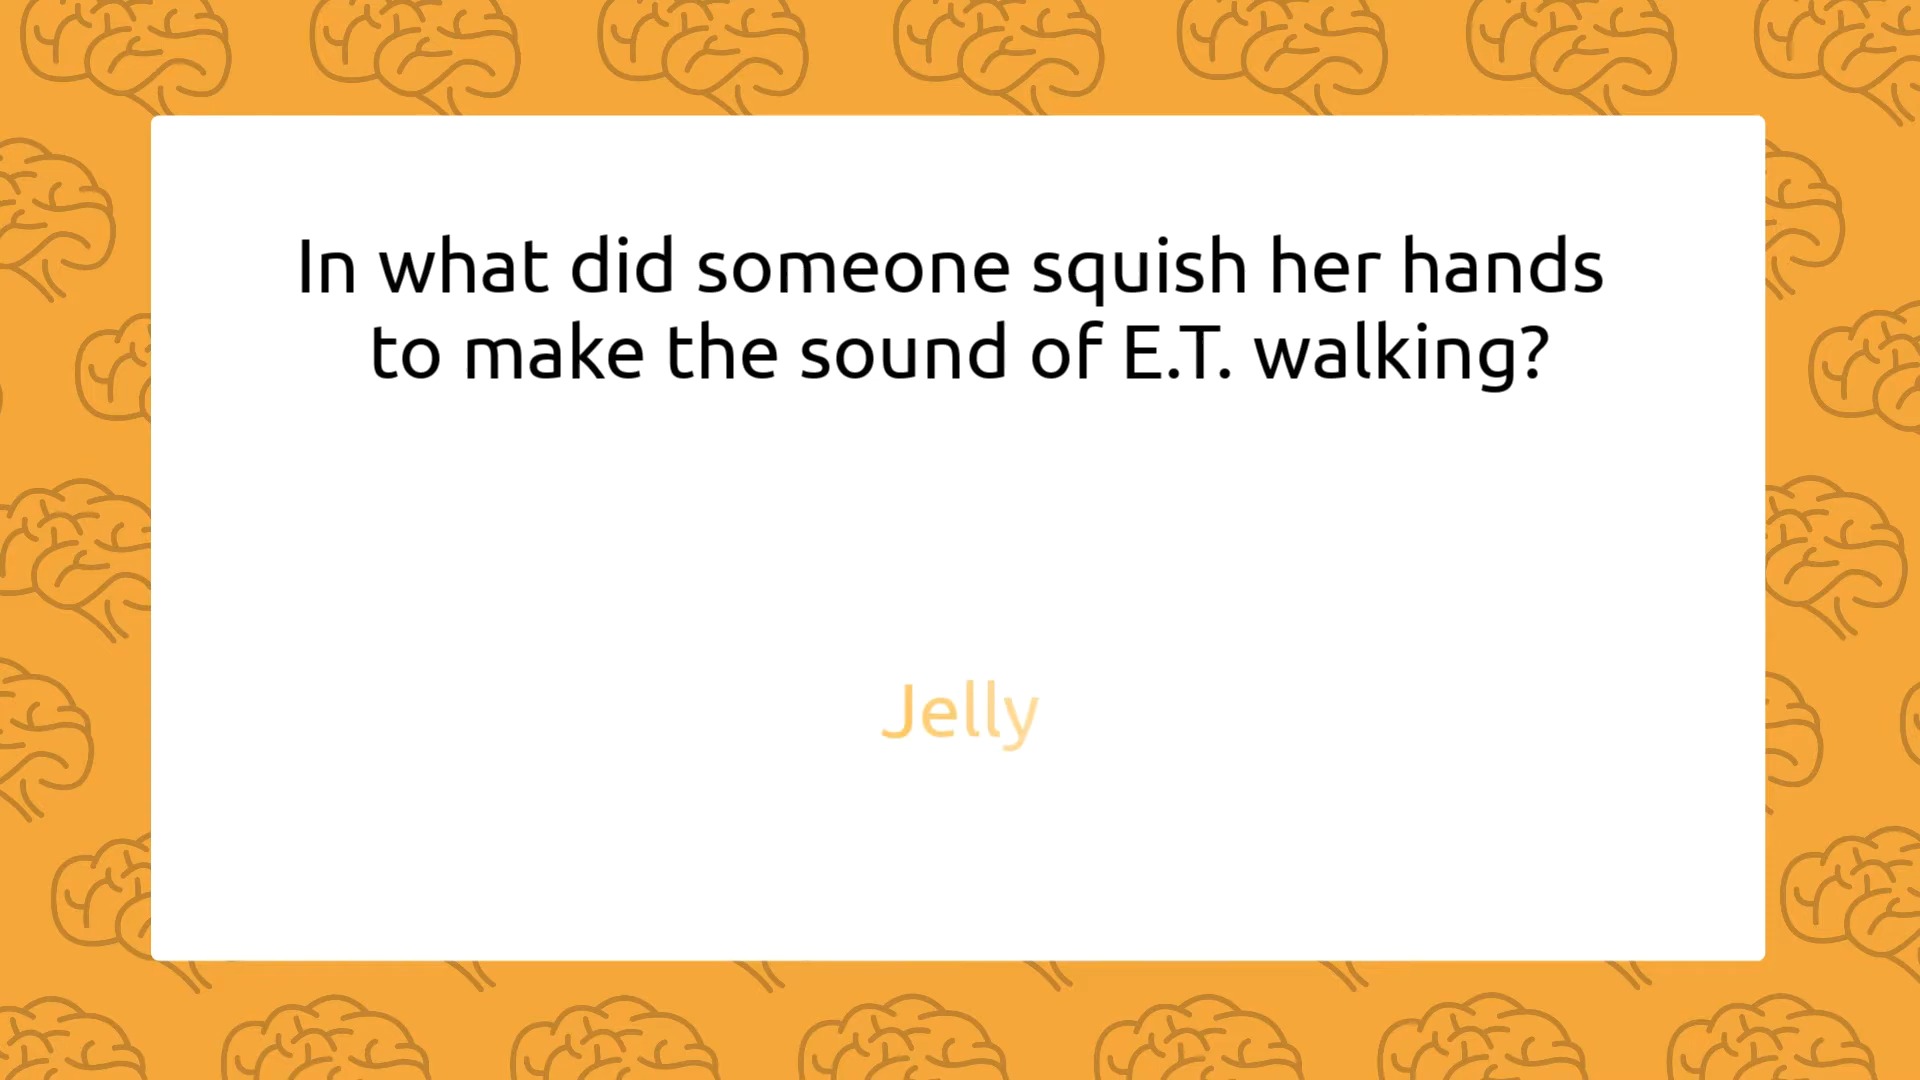 In what did someone squish her hands
to make the sound of E.T. walking?
Jelly